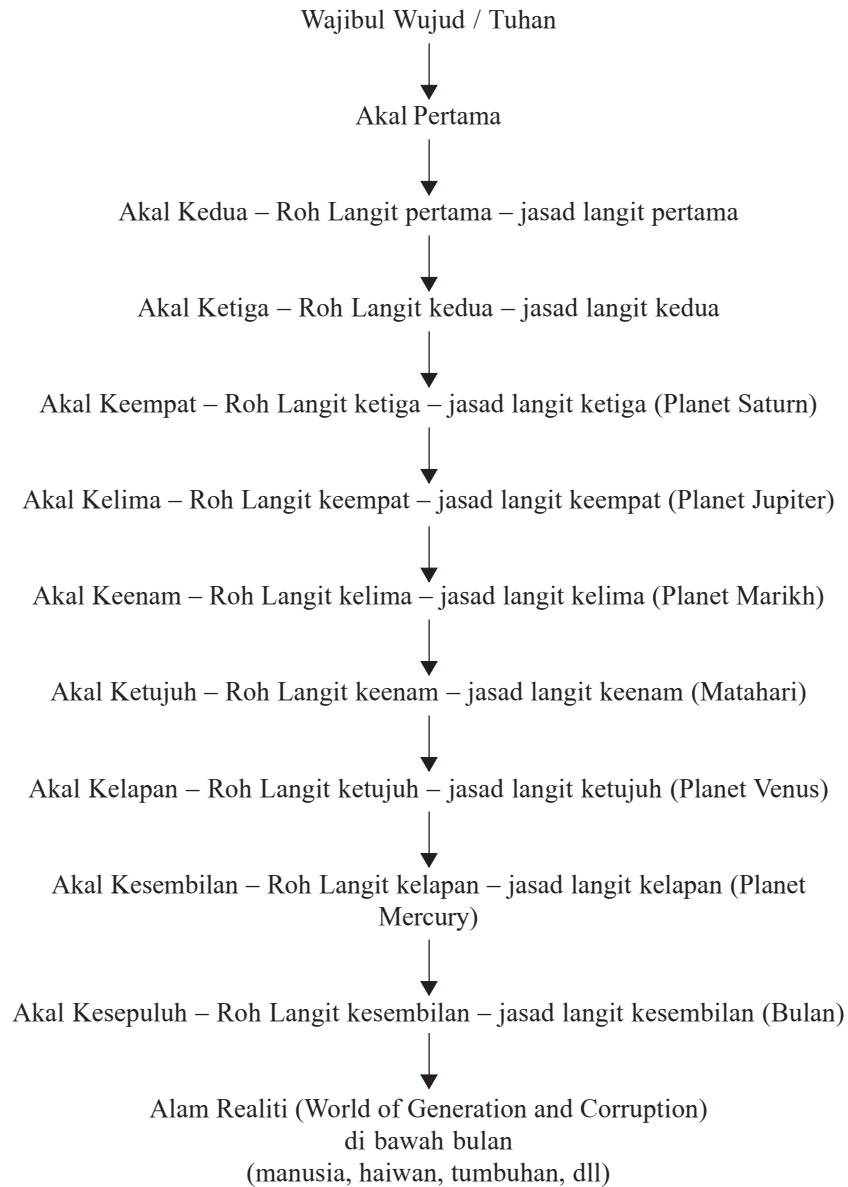 Wajibul Wujud / Tuhan
Akal Pertama
Akal Kedua – Roh Langit pertama – jasad langit pertama
Akal Ketiga – Roh Langit kedua – jasad langit kedua
Akal Keempat – Roh Langit ketiga – jasad langit ketiga (Planet Saturn)
Akal Kelima – Roh Langit keempat – jasad langit keempat (Planet Jupiter)
Akal Keenam – Roh Langit kelima – jasad langit kelima (Planet Marikh)
Akal Ketujuh – Roh Langit keenam – jasad langit keenam (Matahari)
Akal Kelapan – Roh Langit ketujuh – jasad langit ketujuh (Planet Venus)
Akal Kesembilan – Roh Langit kelapan – jasad langit kelapan (Planet
Mercury)
Akal Kesepuluh – Roh Langit kesembilan – jasad langit kesembilan (Bulan)
Alam Realiti (World of Generation and Corruption)
di bawah bulan
(manusia, haiwan, tumbuhan, dll)